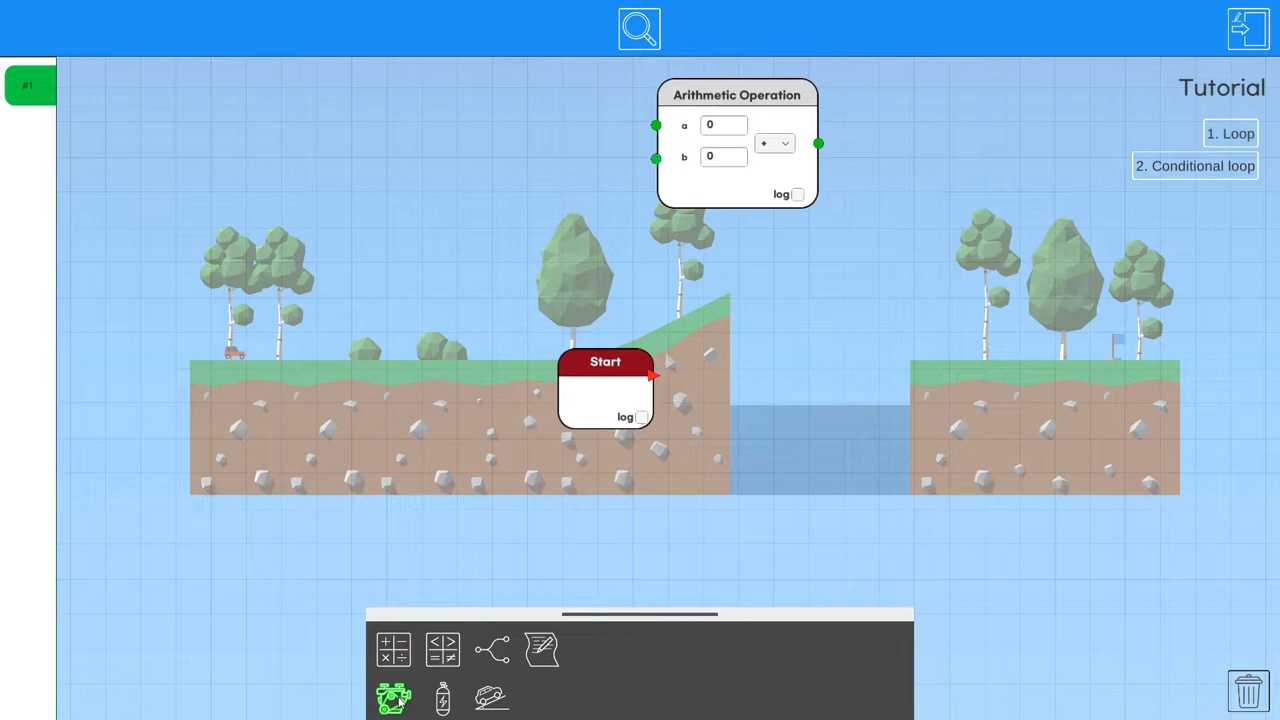 #1
Arithmetic Operation
a 0
b 0
+
log
Tutorial
1. Loop
2. Conditional loop
Start
log